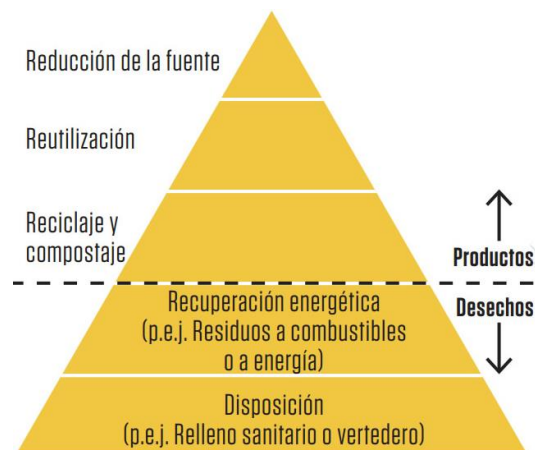 Reducción de la fuente
Reutilización
Reciclaje y
compostaje
Productos
Desechos
Recuperación energética
(p.e.j. Residuos a combustibles
o a energía)
Disposición
(p.e.j. Relleno sanitario o vertedero)